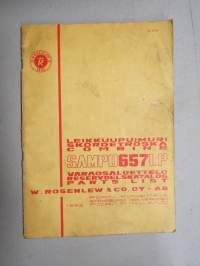 LEIKKUUPUIMURI
SKÖRDETRÖSKA
COMBINE
SAMPO 657 LP
VARAOSALUETTELO
RESERVDELSKATALOG
PARTS LIST
W. ROSENLEW & CO. OY - AB